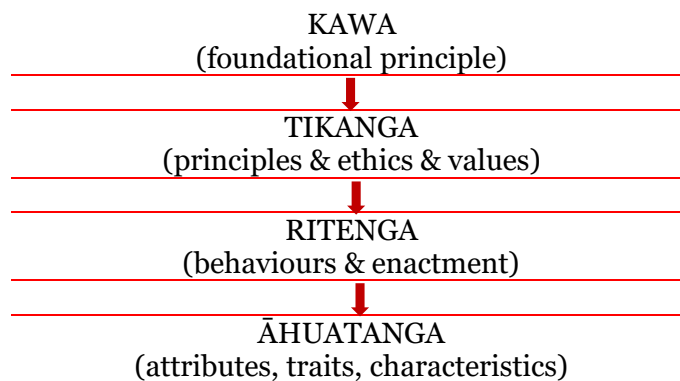 KAWA
(foundational principle)
TIKANGA
(principles & ethics & values)
RITENGA
(behaviours & enactment)
ĀHUATANGA
(attributes, traits, characteristics)